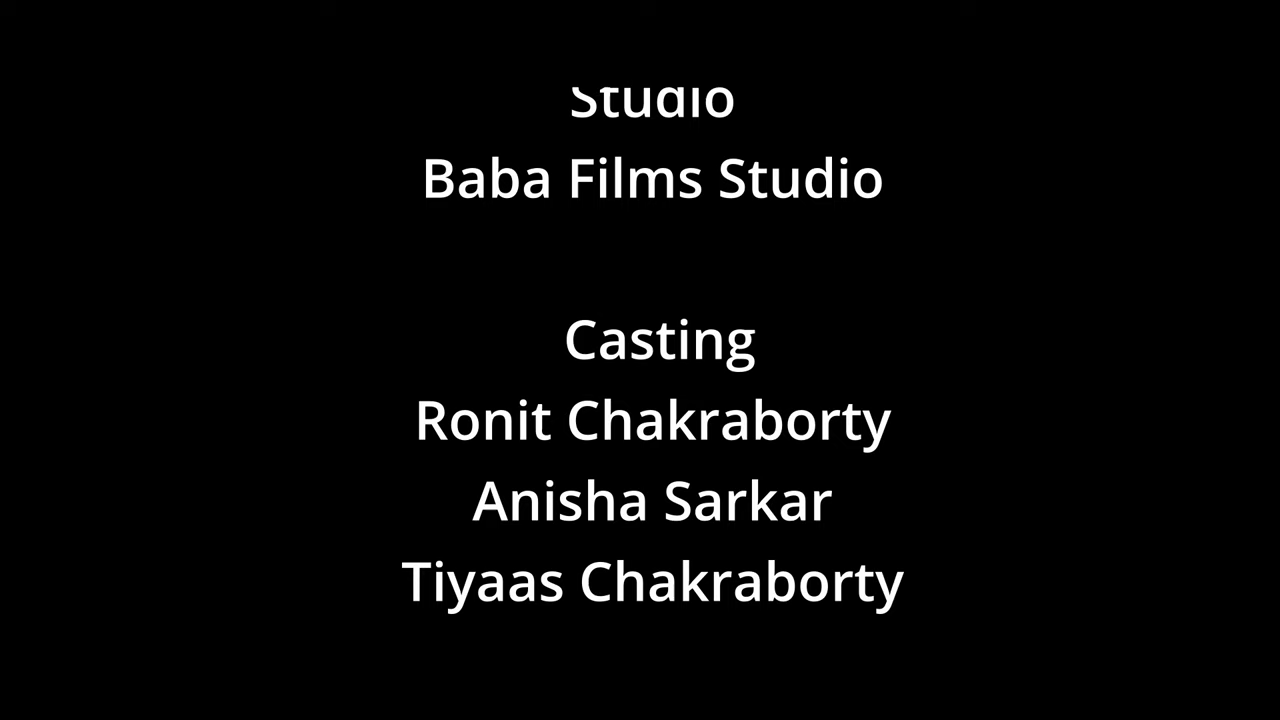 Studio
Baba Films Studio
Casting
Ronit Chakraborty
Anisha Sarkar
Tiyaas Chakraborty